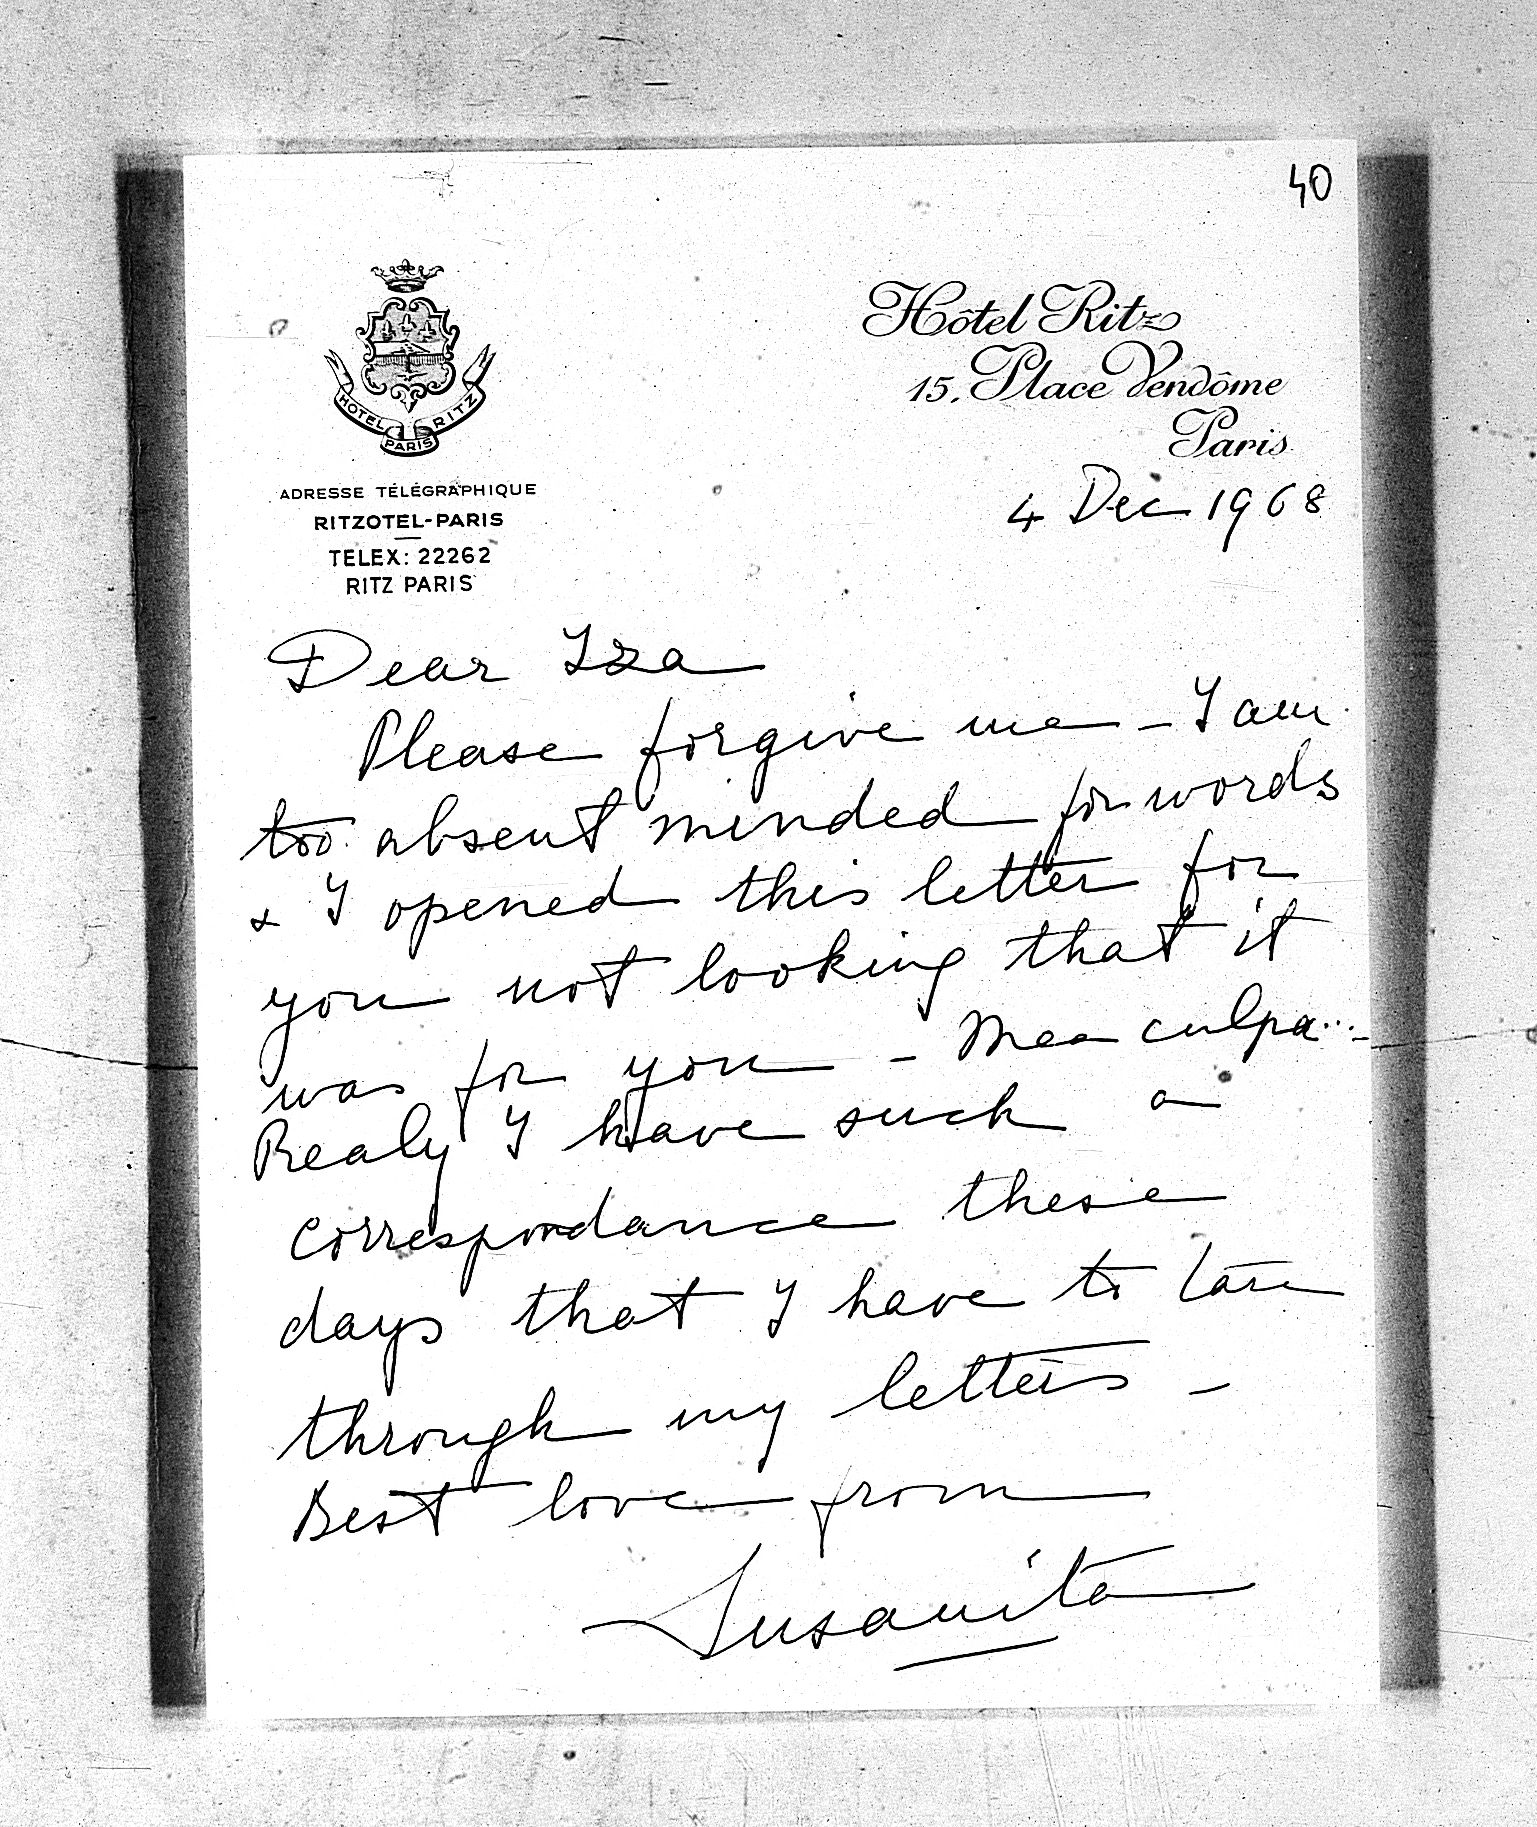 40
HOTEL RITZ
PARIS
Hôtel Ritz
15, Place Vendôme
Paris
ADRESSE TÉLÉGRAPHIQUE
RITZOTEL-PARIS
TELEX: 22262
RITZ PARIS
4 Dec 1968
Dear Iza
Please forgive me - I am
too absent minded for words
& I opened this letter for
you not looking that it
was for you - Mea culpa...-
Realy I have such a
correspondance these
days that I have to
through my letters -
Best love from
Susanita